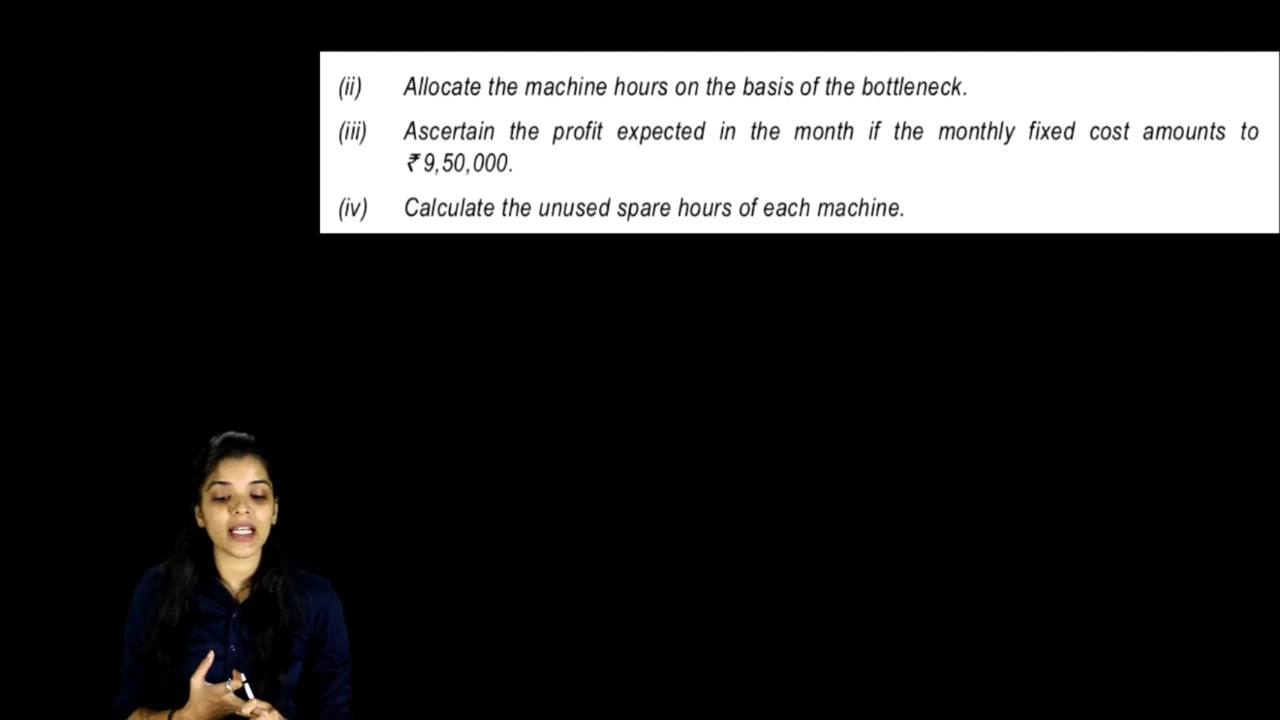 (ii) Allocate the machine hours on the basis of the bottleneck.
(iii) Ascertain the profit expected in the month if the monthly fixed cost amounts to
₹ 9,50,000.
(iv) Calculate the unused spare hours of each machine.